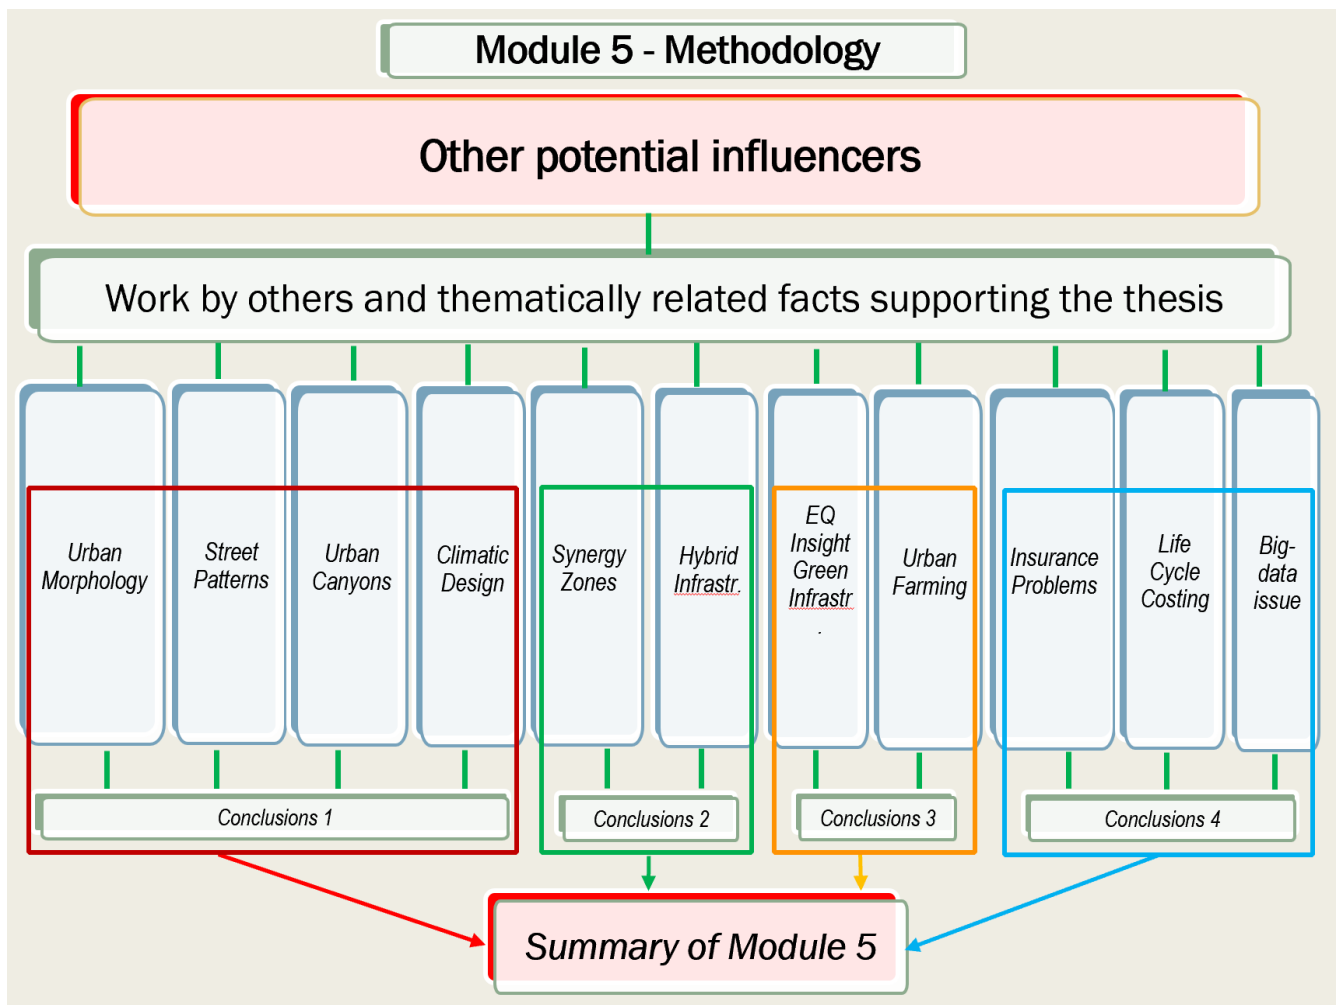 Module 5 - Methodology
Other potential influencers
Work by others and thematically related facts supporting the thesis
Urban
Morphology
Street
Patterns
Urban
Canyons
Climatic
Design
Synergy
Zones
Hybrid
Infrastr.
EQ
Insight
Green
Infrastr
.
Urban
Farming
Insurance
Problems
Life
Cycle
Costing
Big-
data
issue
Conclusions 1
Conclusions 2
Conclusions 3
Conclusions 4
Summary of Module 5